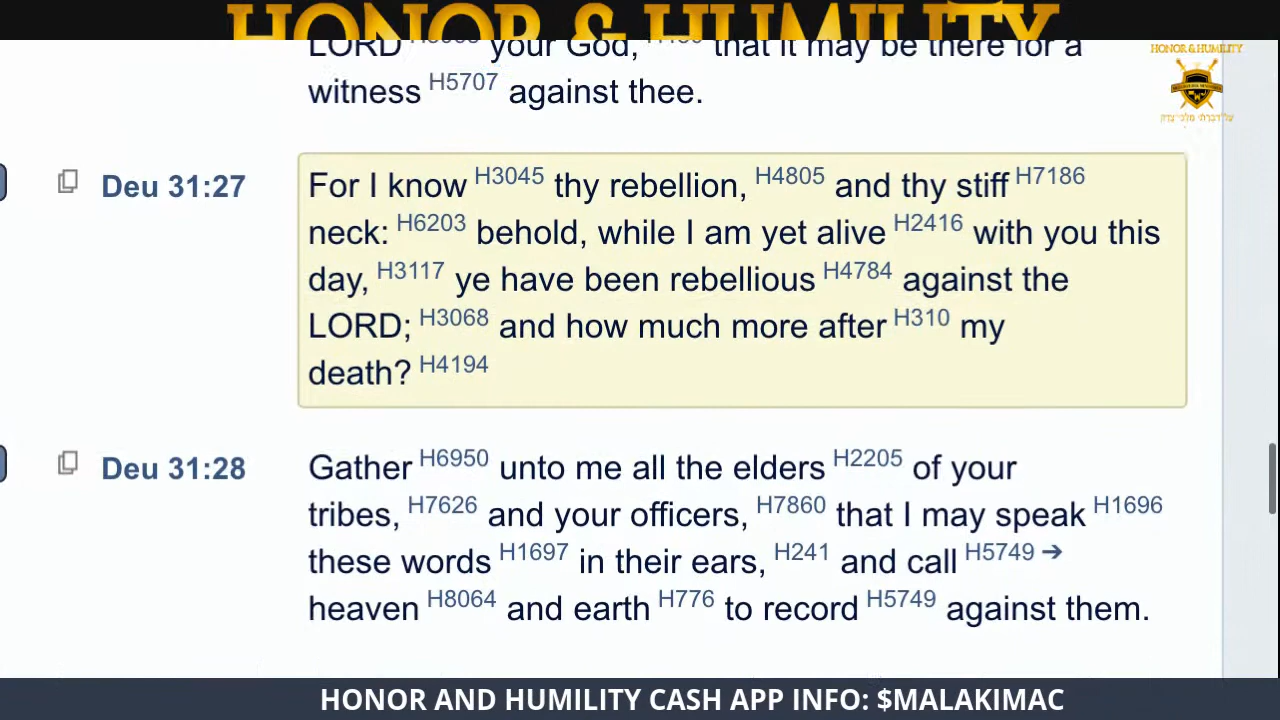 HONOR & HUMILITY
HONOR & HUMILITY
LORD your God, that it may be there for a
witness H5707 against thee.
Deu 31:27
For I know H3045 thy rebellion, H4805 and thy stiff H7186
neck: H6203 behold, while I am yet alive H2416 with you this
day, H3117 ye have been rebellious H4784 against the
LORD; H3068 and how much more after H310 my
death? H4194
Deu 31:28
Gather H6950 unto me all the elders H2205 of your
tribes, H7626 and your officers, H7860 that I may speak H1696
these words H1697 in their ears, H241 and call H5749 ➔
heaven H8064 and earth H776 to record H5749 against them.
HONOR AND HUMILITY CASH APP INFO: $MALAKIMAC